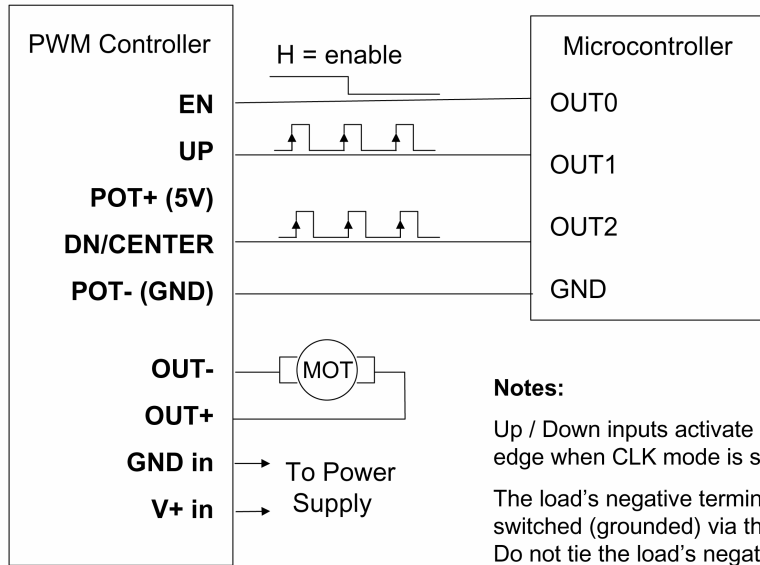 PWM Controller
EN
UP
POT+ (5V)
DN/CENTER
POT- (GND)
OUT-
OUT+
GND in
V+ in
H = enable
MOT
To Power
Supply
Microcontroller
OUT0
OUT1
OUT2
GND
Notes:
Up / Down inputs activate
edge when CLK mode is s
The load's negative termin
switched (grounded) via th
Do not tie the load's negat